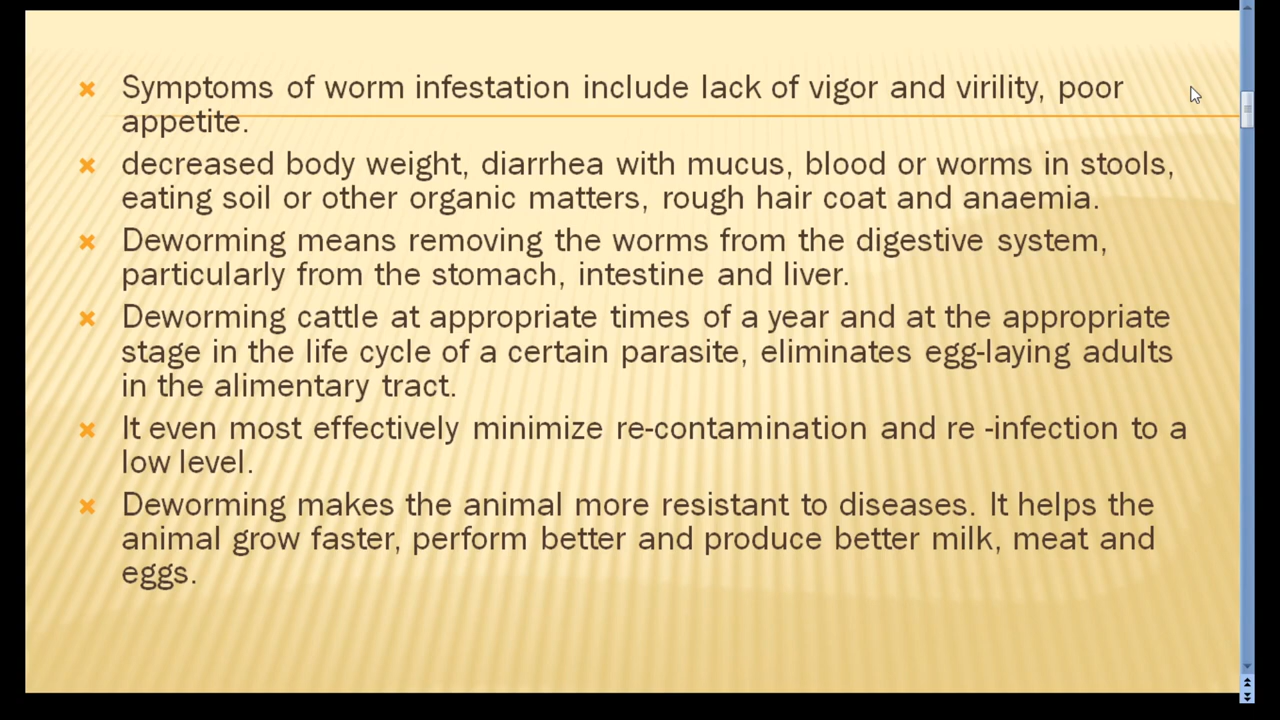 Symptoms of worm infestation include lack of vigor and virility, poor
appetite.
decreased body weight, diarrhea with mucus, blood or worms in stools,
eating soil or other organic matters, rough hair coat and anaemia.
Deworming means removing the worms from the digestive system,
particularly from the stomach, intestine and liver.
Deworming cattle at appropriate times of a year and at the appropriate
stage in the life cycle of a certain parasite, eliminates egg-laying adults
in the alimentary tract.
It even most effectively minimize re-contamination and re -infection to a
low level.
Deworming makes the animal more resistant to diseases. It helps the
animal grow faster, perform better and produce better milk, meat and
eggs.